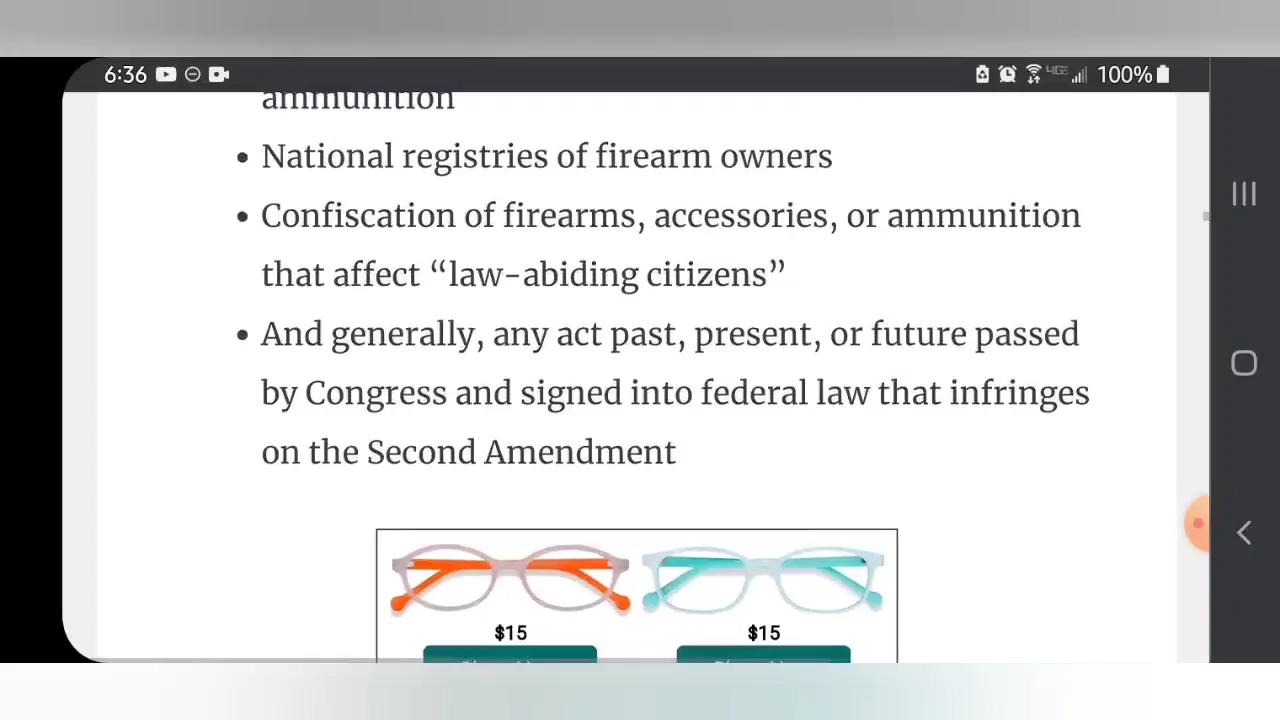 6:36 4GE 100%
ammunition
• National registries of firearm owners
• Confiscation of firearms, accessories, or ammunition
that affect “law-abiding citizens”
• And generally, any act past, present, or future passed
by Congress and signed into federal law that infringes
on the Second Amendment
$15 $15